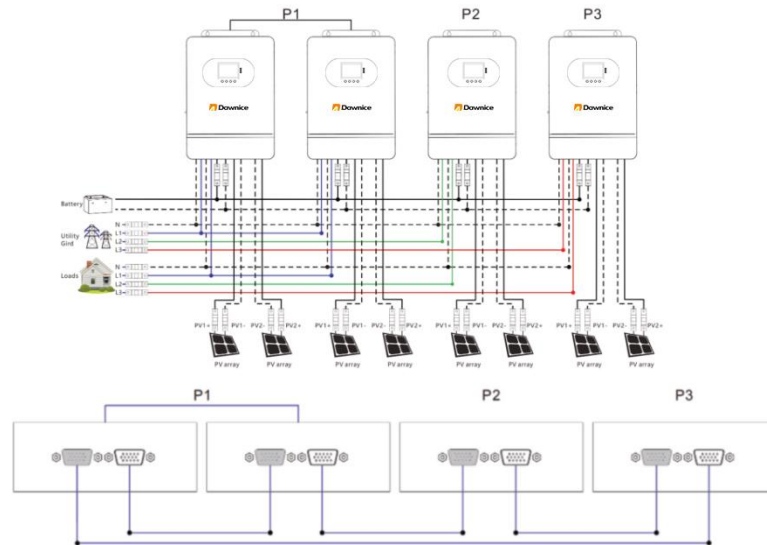 P1 P2 P3
Downice Downice Downice Downice
Battery
Utility
Gird
N
L1
L2
L3
Loads
N
L1
L2
L3
PV1+ PV1- PV2- PV2+ PV1+ PV1- PV2- PV2+ PV1+ PV1- PV2- PV2+ PV1+ PV1- PV2- PV2+
PV array PV array PV array PV array PV array PV array PV array PV array
P1 P2 P3